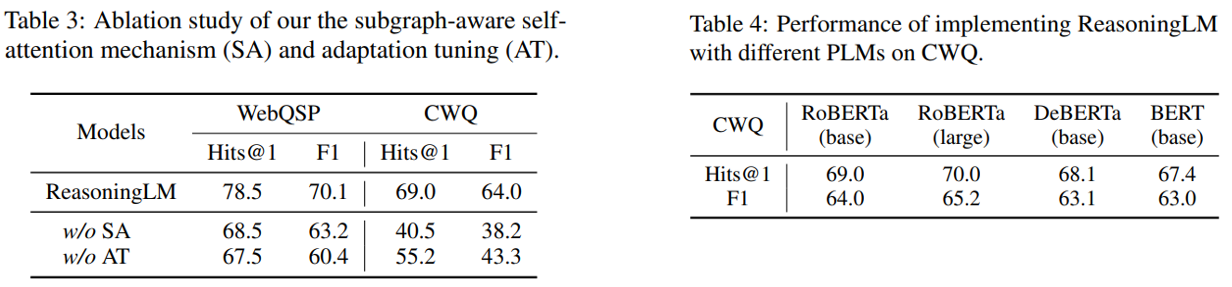 Table 3: Ablation study of our the subgraph-aware self-
attention mechanism (SA) and adaptation tuning (AT).
Models WebQSP CWQ
Hits@1 F1 Hits@1 F1
ReasoningLM 78.5 70.1 69.0 64.0
w/o SA 68.5 63.2 40.5 38.2
w/o AT 67.5 60.4 55.2 43.3
Table 4: Performance of implementing ReasoningLM
with different PLMs on CWQ.
CWQ RoBERTa RoBERTa DeBERTa BERT
(base) (large) (base) (base)
Hits@1 69.0 70.0 68.1 67.4
F1 64.0 65.2 63.1 63.0